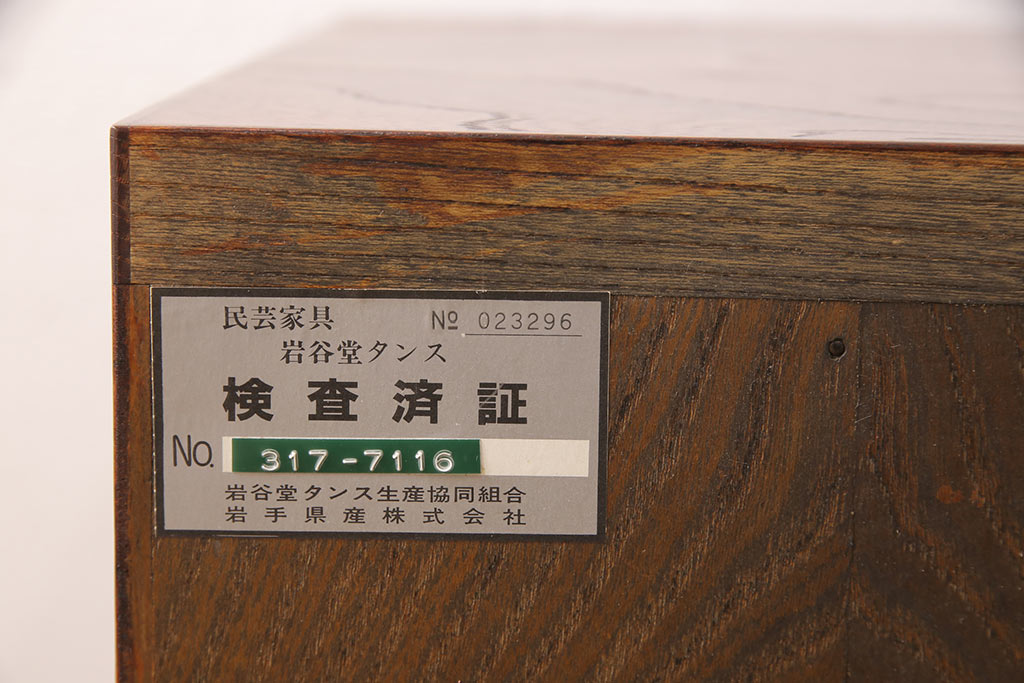 民芸家具 № 023296
岩谷堂タンス
検査済証
No. 317-7116
岩谷堂タンス生産協同組合
岩手県産株式会社